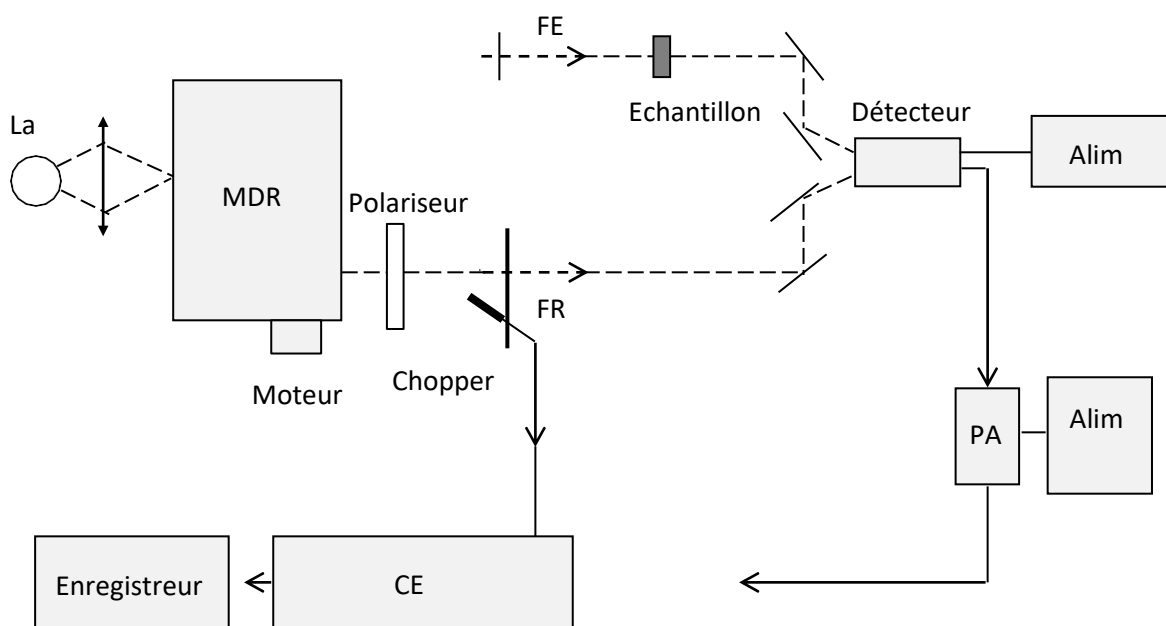 FE
La
Echantillon
Détecteur
Alim
MDR
Polariseur
FR
Chopper
Moteur
PA
Alim
Enregistreur
CE